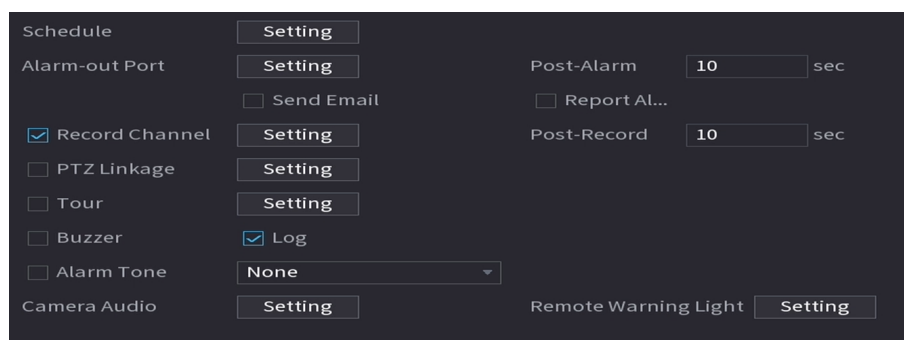 Schedule Setting
Alarm-out Port Setting Post-Alarm 10 sec
Send Email Report Al...
Record Channel Setting Post-Record 10 sec
PTZ Linkage Setting
Tour Setting
Buzzer Log
Alarm Tone None
Camera Audio Setting Remote Warning Light Setting